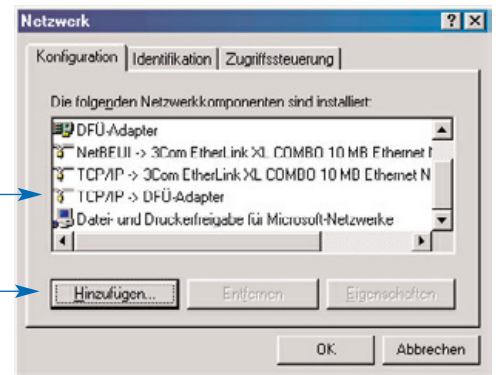 Netzwerk
Konfiguration Identifikation Zugriffssteuerung
Die folgenden Netzwerkkomponenten sind installiert:
DFÜ-Adapter
NetBEUI -> 3Com EtherLink XL COMBO 10 MB Ethernet
TCP/IP -> 3Com EtherLink XL COMBO 10 MB Ethernet N
TCP/IP -> DFÜ-Adapter
Datei- und Druckerfreigabe für Microsoft-Netzwerke
Hinzufügen... Entfernen Eigenschaften
OK Abbrechen